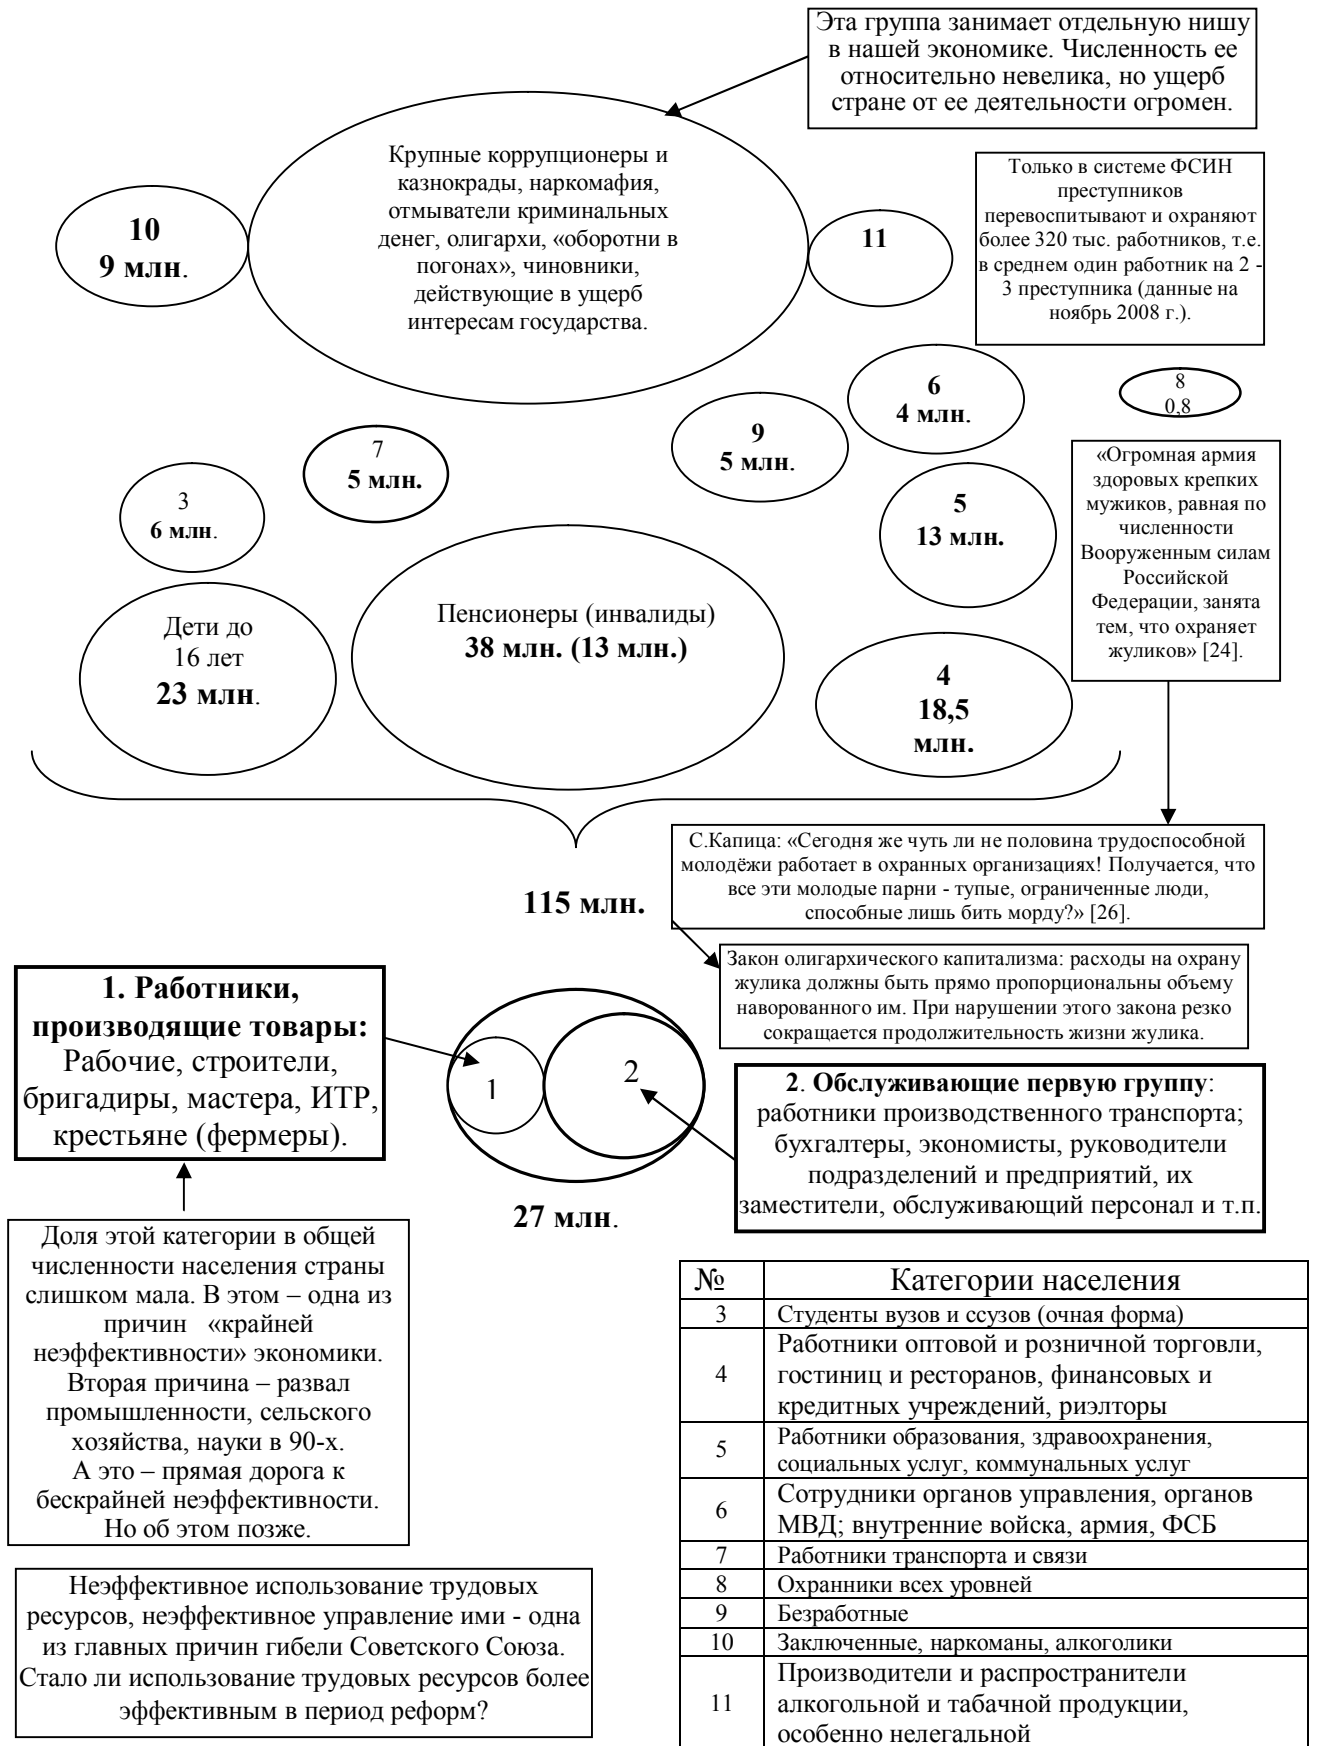 Эта группа занимает отдельную нишу
в нашей экономике. Численность ее
относительно невелика, но ущерб
стране от ее деятельности огромен.
Крупные коррупционеры и
казнокрады, наркомафия,
отмыватели криминальных
денег, олигархи, «оборотни в
погонах», чиновники,
действующие в ущерб
интересам государства.
10
9 млн.
11
Только в системе ФСИН
преступников
перевоспитывают и охраняют
более 320 тыс. работников, т.е.
в среднем один работник на 2 -
3 преступника (данные на
ноябрь 2008 г.).
6
4 млн.
8
0,8
9
5 млн.
7
5 млн.
3
6 млн.
5
13 млн.
«Огромная армия
здоровых крепких
мужиков, равная по
численности
Вооруженным силам
Российской
Федерации, занята
тем, что охраняет
жуликов» [24].
Дети до
16 лет
23 млн.
Пенсионеры (инвалиды)
38 млн. (13 млн.)
4
18,5
млн.
115 млн.
С.Капица: «Сегодня же чуть ли не половина трудоспособной
молодёжи работает в охранных организациях! Получается, что
все эти молодые парни - тупые, ограниченные люди,
способные лишь бить морду?» [26].
Закон олигархического капитализма: расходы на охрану
жулика должны быть прямо пропорциональны объему
наворованного им. При нарушении этого закона резко
сокращается продолжительность жизни жулика.
1. Работники,
производящие товары:
Рабочие, строители,
бригадиры, мастера, ИТР,
крестьяне (фермеры).
1
2
27 млн.
2. Обслуживающие первую группу:
работники производственного транспорта;
бухгалтеры, экономисты, руководители
подразделений и предприятий, их
заместители, обслуживающий персонал и т.п.
Доля этой категории в общей
численности населения страны
слишком мала. В этом – одна из
причин «крайней
неэффективности» экономики.
Вторая причина – развал
промышленности, сельского
хозяйства, науки в 90-х.
А это – прямая дорога к
бескрайней неэффективности.
Но об этом позже.
Неэффективное использование трудовых
ресурсов, неэффективное управление ими - одна
из главных причин гибели Советского Союза.
Стало ли использование трудовых ресурсов более
эффективным в период реформ?
№ Категории населения
3 Студенты вузов и ссузов (очная форма)
4 Работники оптовой и розничной торговли,
гостиниц и ресторанов, финансовых и
кредитных учреждений, риэлторы
5 Работники образования, здравоохранения,
социальных услуг, коммунальных услуг
6 Сотрудники органов управления, органов
МВД; внутренние войска, армия, ФСБ
7 Работники транспорта и связи
8 Охранники всех уровней
9 Безработные
10 Заключенные, наркоманы, алкоголики
11 Производители и распространители
алкогольной и табачной продукции,
особенно нелегальной